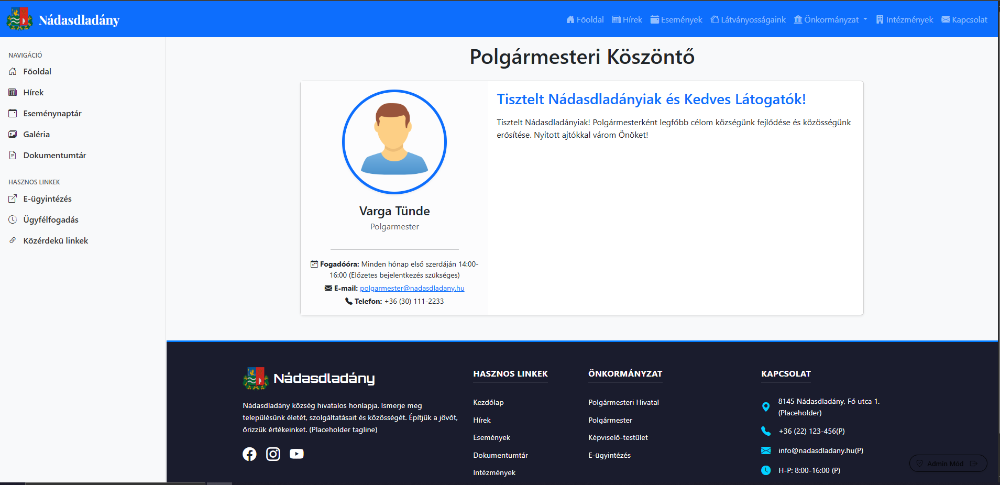 Nádasdladány
Főoldal
Hírek
Események
Látványosságaink
Önkormányzat
Intézmények
Kapcsolat
NAVIGÁCIÓ
Főoldal
Hírek
Eseménynaptár
Galéria
Dokumentumtár
HASZNOS LINKEK
E-ügyintézés
Ügyfélfogadás
Közérdekű linkek
Polgármesteri Köszöntő
Varga Tünde
Polgarmester
Fogadóóra: Minden hónap első szerdáján 14:00-
16:00 (Előzetes bejelentkezés szükséges)
E-mail: polgarmester@nadasdladany.hu
Telefon: +36 (30) 111-2233
Tisztelt Nádasdladányiak és Kedves Látogatók!
Tisztelt Nádasdladányiak! Polgármesterként legfőbb célom községünk fejlődése és közösségünk
erősítése. Nyitott ajtókkal várom Önöket!
Nádasdladány
Nádasdladány község hivatalos honlapja. Ismerje meg
településünk életét, szolgáltatásait és közösségét. Építjük a jövőt,
őrizzük értékeinket. (Placeholder tagline)
HASZNOS LINKEK
Kezdőlap
Hírek
Események
Dokumentumtár
Intézmények
ÖNKORMÁNYZAT
Polgármesteri Hivatal
Polgármester
Képviselő-testület
E-ügyintézés
KAPCSOLAT
8145 Nádasdladány, Fő utca 1.
(Placeholder)
+36 (22) 123-456(P)
info@nadasdladany.hu(P)
H-P: 8:00-16:00 (P)
Admin Mód